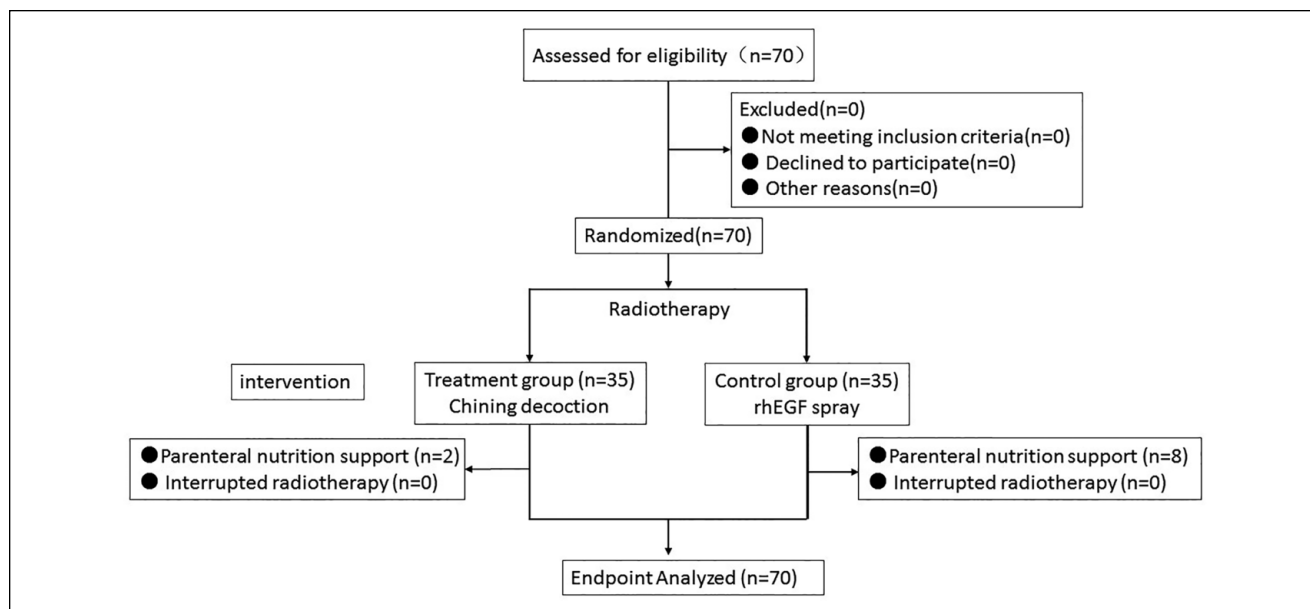 Assessed for eligibility（n=70）
Excluded(n=0)
●Not meeting inclusion criteria(n=0)
● Declined to participate(n=0)
● Other reasons(n=0)
Randomized(n=70)
Radiotherapy
intervention
Treatment group (n=35)
Chining decoction
Control group (n=35)
rhEGF spray
●Parenteral nutrition support (n=2)
● Interrupted radiotherapy (n=0)
●Parenteral nutrition support (n=8)
● Interrupted radiotherapy (n=0)
Endpoint Analyzed (n=70)